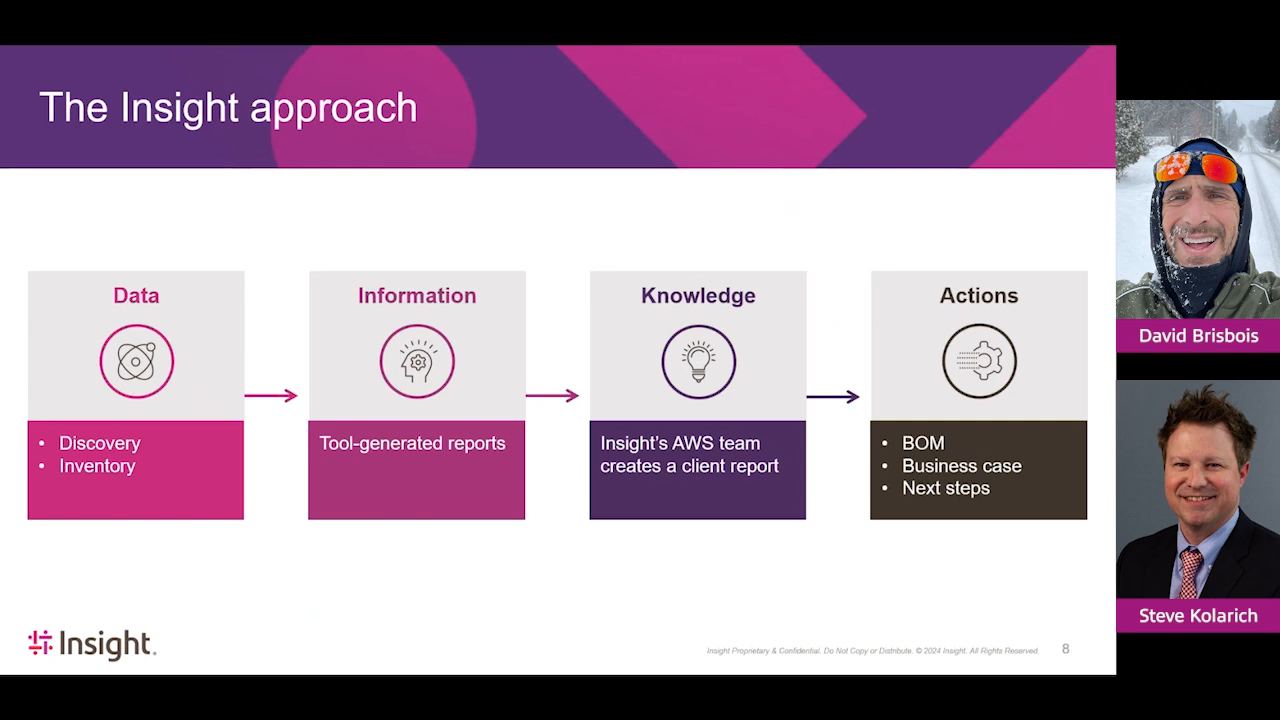 The Insight approach
Data
• Discovery
• Inventory
Information
Tool-generated reports
Knowledge
Insight’s AWS team
creates a client report
Actions
• BOM
• Business case
• Next steps
David Brisbois
Steve Kolarich
Insight.
Insight Proprietary & Confidential. Do Not Copy or Distribute. © 2024 Insight. All Rights Reserved
8